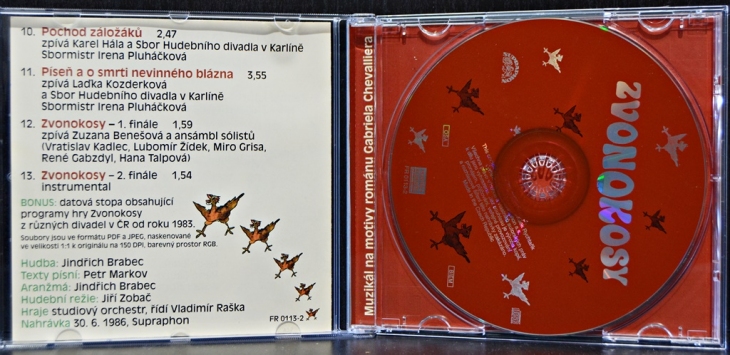 10. Pochod záložáků 2,47
zpívá Karel Hála a Sbor Hudebního divadla v Karlíně
Sbormistr Irena Pluháčková
11. Píseň a o smrti nevinného blázna 3,55
zpívá Laďka Kozderková
a Sbor Hudebního divadla v Karlíně
Sbormistr Irena Pluháčková
12. Zvonokosy – 1. finále 1,59
zpívá Zuzana Benešová a ansámbl sólistů
(Vratislav Kadlec, Lubomír Židek, Miro Grisa,
René Gabzdyl, Hana Talpová)
13. Zvonokosy – 2. finále 1,54
instrumental
BONUS: datová stopa obsahující
programy hry Zvonokosy
z různých divadel v ČR od roku 1983.
Soubory jsou ve formátu PDF a JPEG, naskenované
ve velikosti 1:1 k originálu na 150 DPI, barevný prostor RGB.
Hudba: Jindřich Brabec
Texty písní: Petr Markov
Aranžmá: Jindřich Brabec
Hudební režie: Jiří Zobač
Hraje studiový orchestr, řídí Vladimír Raška
Nahrávka 30. 6. 1986, Supraphon
FR 0113-2
Muzikál na motivy románu Gabriela Chevalliera
ZVONOKOSY